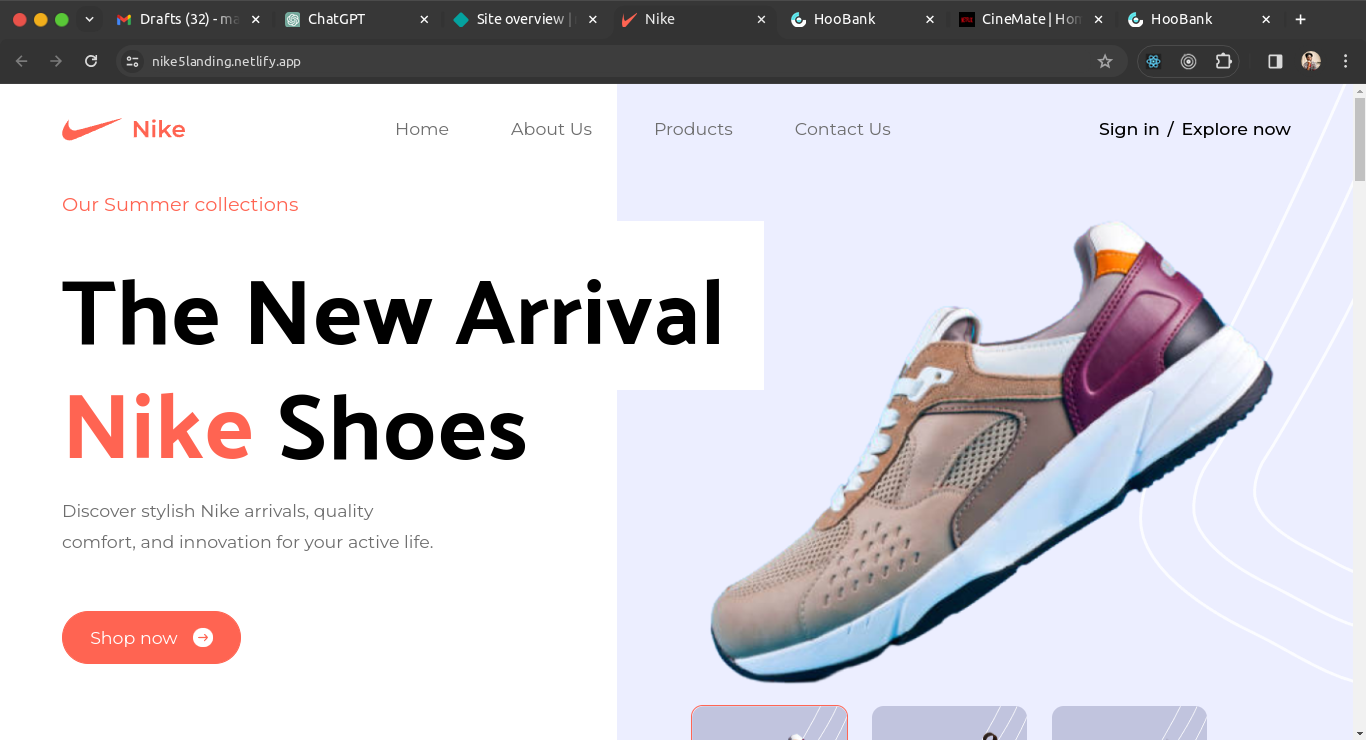 Drafts (32) - ma
ChatGPT
Site overview |
Nike
HooBank
CineMate | Hon
HooBank
nike5landing.netlify.app
Nike
Home
About Us
Products
Contact Us
Sign in / Explore now
Our Summer collections
The New Arrival
Nike Shoes
Discover stylish Nike arrivals, quality
comfort, and innovation for your active life.
Shop now